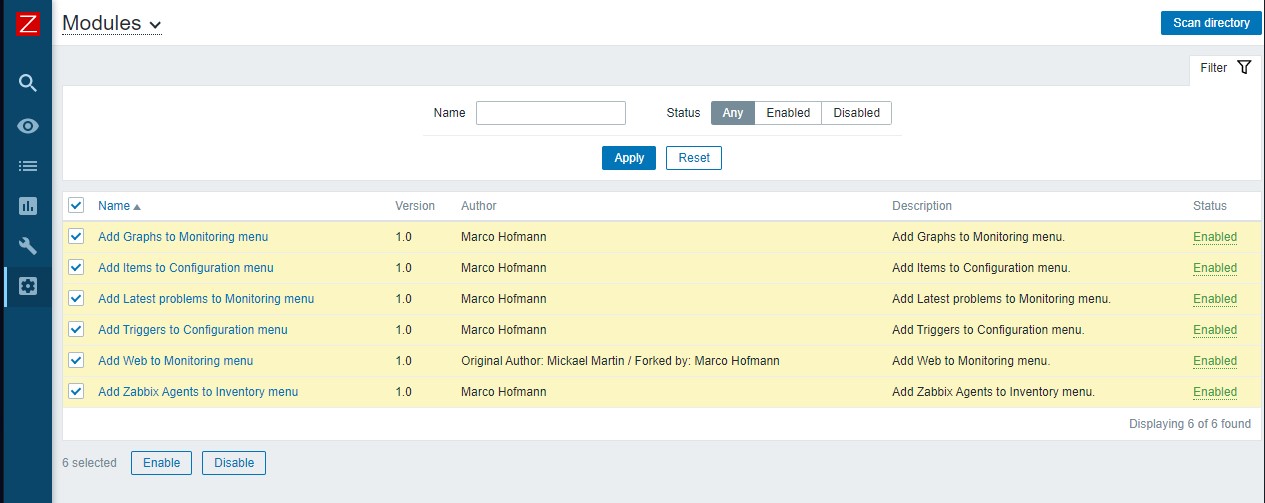 Z
Modules
Scan directory
Filter
Name Status Any Enabled Disabled
Apply Reset
Name Version Author Description Status
Add Graphs to Monitoring menu 1.0 Marco Hofmann Add Graphs to Monitoring menu. Enabled
Add Items to Configuration menu 1.0 Marco Hofmann Add Items to Configuration menu. Enabled
Add Latest problems to Monitoring menu 1.0 Marco Hofmann Add Latest problems to Monitoring menu. Enabled
Add Triggers to Configuration menu 1.0 Marco Hofmann Add Triggers to Configuration menu. Enabled
Add Web to Monitoring menu 1.0 Original Author: Mickael Martin / Forked by: Marco Hofmann Add Web to Monitoring menu. Enabled
Add Zabbix Agents to Inventory menu 1.0 Marco Hofmann Add Zabbix Agents to Inventory menu. Enabled
Displaying 6 of 6 found
6 selected Enable Disable